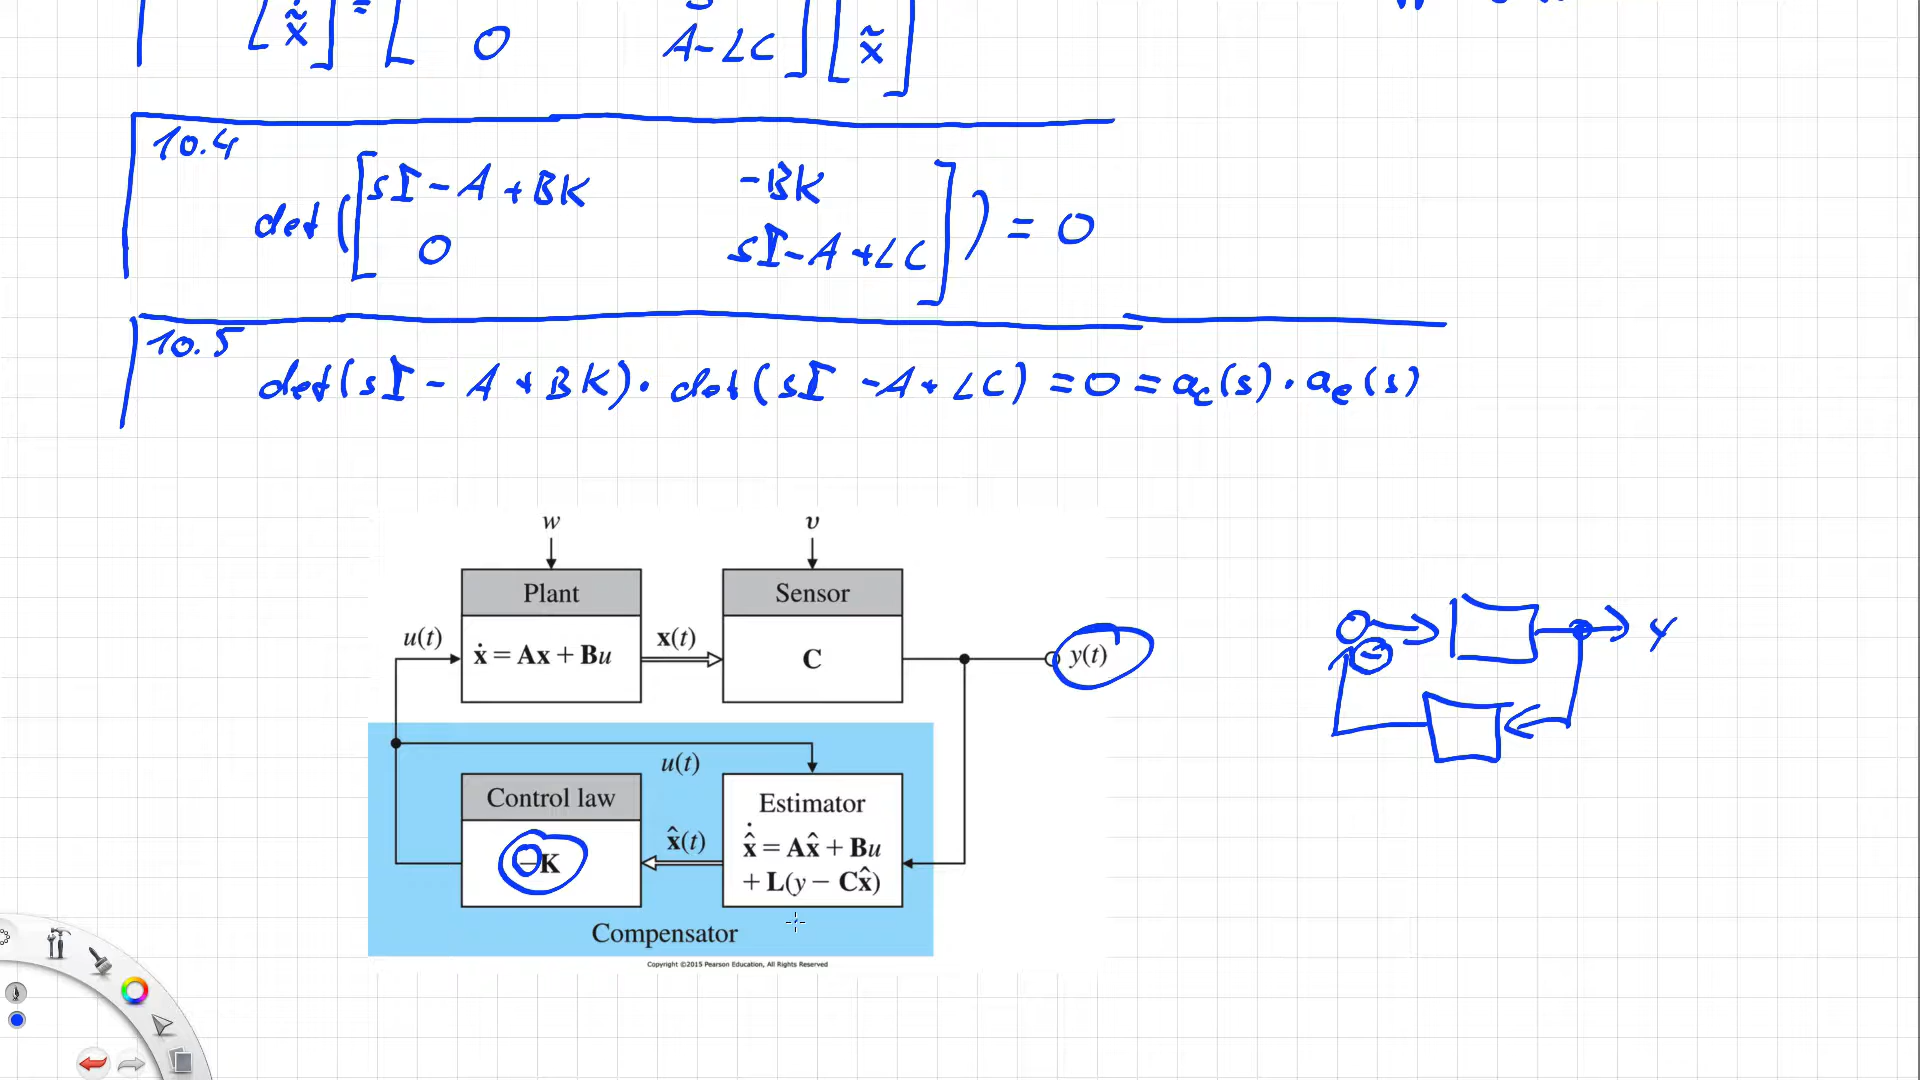 [x̃] = [ 0 A-LC ] [x̃]
10.4
det([ sI-A+BK -BK
0 sI-A+LC ]) = 0
10.5
det(sI-A+BK)·det(sI-A+LC) = 0 = a_c(s)·a_e(s)
w
v
Plant
Sensor
u(t)
ẋ = Ax + Bu
x(t)
C
y(t)
y
u(t)
Control law
Estimator
-K
x̂(t)
x̂̇ = Ax̂ + Bu
+ L(y - Cx̂)
Compensator
Copyright ©2015 Pearson Education, All Rights Reserved